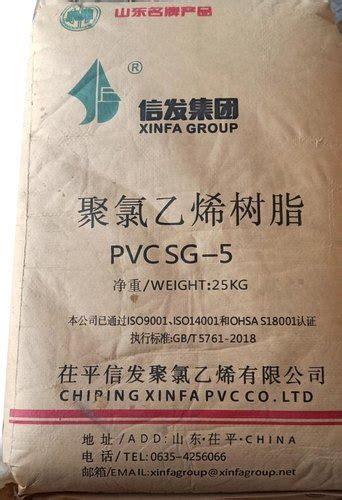 山东名牌产品
®
信发集团
XINFA GROUP
聚氯乙烯树脂
PVC SG-5
净重/WEIGHT:25KG
本公司已通过ISO9001、ISO14001和OHSA S18001认证
执行标准:GB/T 5761-2018
茌平信发聚氯乙烯有限公司
CHIPING XINFA PVC CO.LTD
地 址/ADD: 山东·茌平·CHINA
电 话/TEL: 0635-4256066
邮箱/EMAIL:xinfagroup@xinfagroup.net